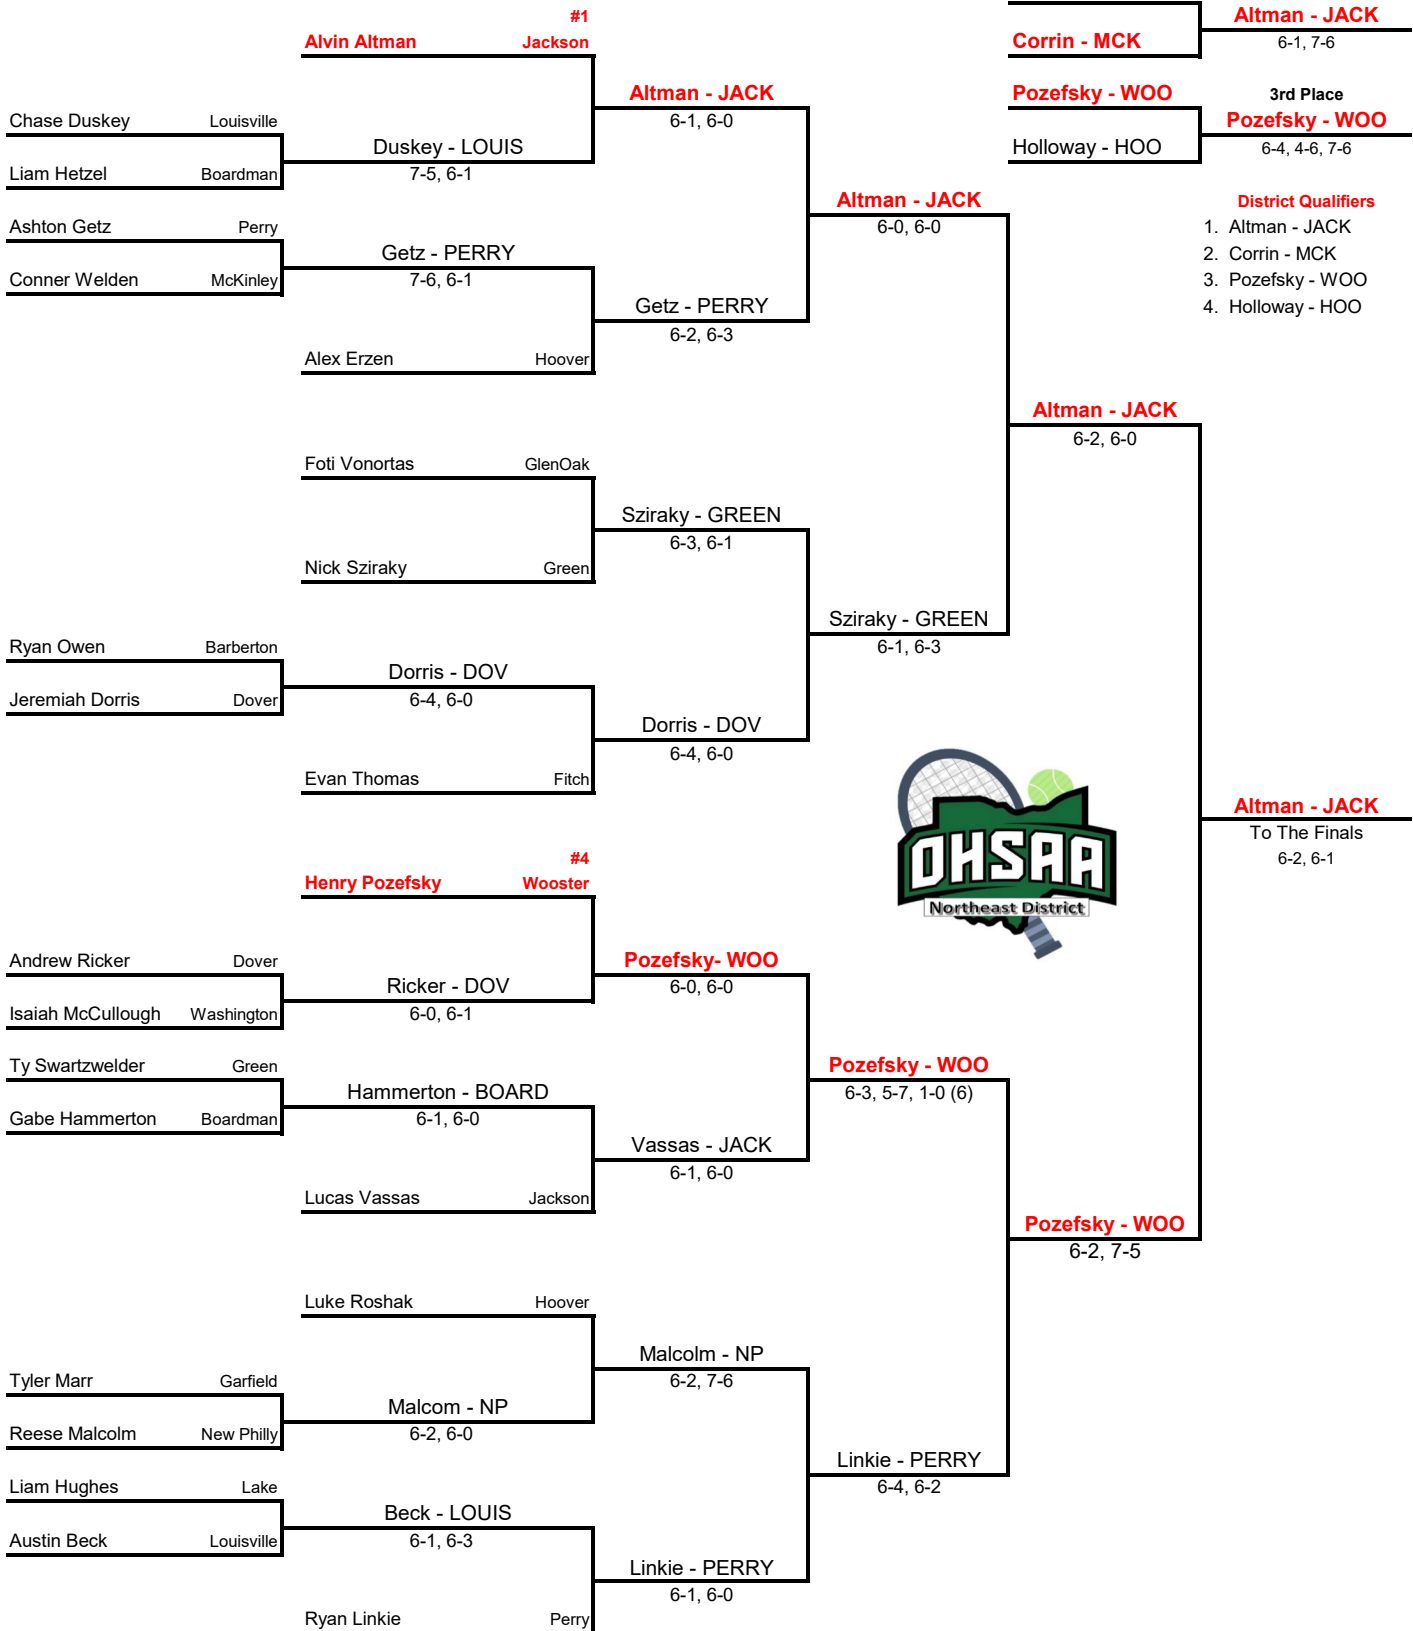 #1
Alvin Altman Jackson
Altman - JACK
6-1, 6-0
Chase Duskey Louisville
Duskey - LOUIS
7-5, 6-1
Liam Hetzel Boardman
Altman - JACK
6-0, 6-0
Ashton Getz Perry
Getz - PERRY
7-6, 6-1
Conner Welden McKinley
Getz - PERRY
6-2, 6-3
Alex Erzen Hoover
Altman - JACK
6-2, 6-0
Foti Vonortas GlenOak
Sziraky - GREEN
6-3, 6-1
Nick Sziraky Green
Sziraky - GREEN
6-1, 6-3
Ryan Owen Barberton
Dorris - DOV
6-4, 6-0
Jeremiah Dorris Dover
Dorris - DOV
6-4, 6-0
Evan Thomas Fitch
Altman - JACK
To The Finals
6-2, 6-1
#4
Henry Pozefsky Wooster
Pozefsky- WOO
6-0, 6-0
Andrew Ricker Dover
Ricker - DOV
6-0, 6-1
Isaiah McCullough Washington
Pozefsky - WOO
6-3, 5-7, 1-0 (6)
Ty Swartzwelder Green
Hammerton - BOARD
6-1, 6-0
Gabe Hammerton Boardman
Vassas - JACK
6-1, 6-0
Lucas Vassas Jackson
Pozefsky - WOO
6-2, 7-5
Luke Roshak Hoover
Malcolm - NP
6-2, 7-6
Tyler Marr Garfield
Malcom - NP
6-2, 6-0
Reese Malcolm New Philly
Linkie - PERRY
6-4, 6-2
Liam Hughes Lake
Beck - LOUIS
6-1, 6-3
Austin Beck Louisville
Linkie - PERRY
6-1, 6-0
Ryan Linkie Perry
Altman - JACK
6-1, 7-6
Corrin - MCK
Pozefsky - WOO
3rd Place
Pozefsky - WOO
6-4, 4-6, 7-6
Holloway - HOO
District Qualifiers
1. Altman - JACK
2. Corrin - MCK
3. Pozefsky - WOO
4. Holloway - HOO
OHSAA
Northeast District